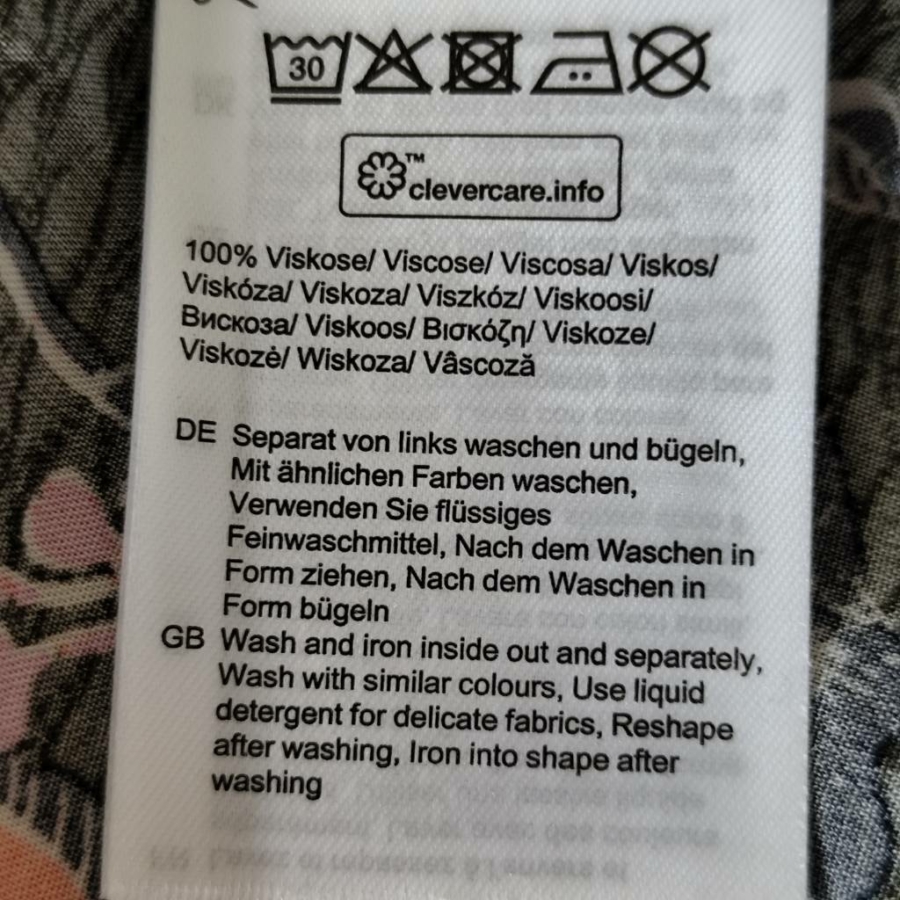 30
™
clevercare.info
100% Viskose/ Viscose/ Viscosa/ Viskos/
Viskóza/ Viskoza/ Viszkóz/ Viskoosi/
Вискоза/ Viskoos/ Βισκόζη/ Viskoze/
Viskozė/ Wiskoza/ Vâscoză
DE Separat von links waschen und bügeln,
Mit ähnlichen Farben waschen,
Verwenden Sie flüssiges
Feinwaschmittel, Nach dem Waschen in
Form ziehen, Nach dem Waschen in
Form bügeln
GB Wash and iron inside out and separately,
Wash with similar colours, Use liquid
detergent for delicate fabrics, Reshape
after washing, Iron into shape after
washing